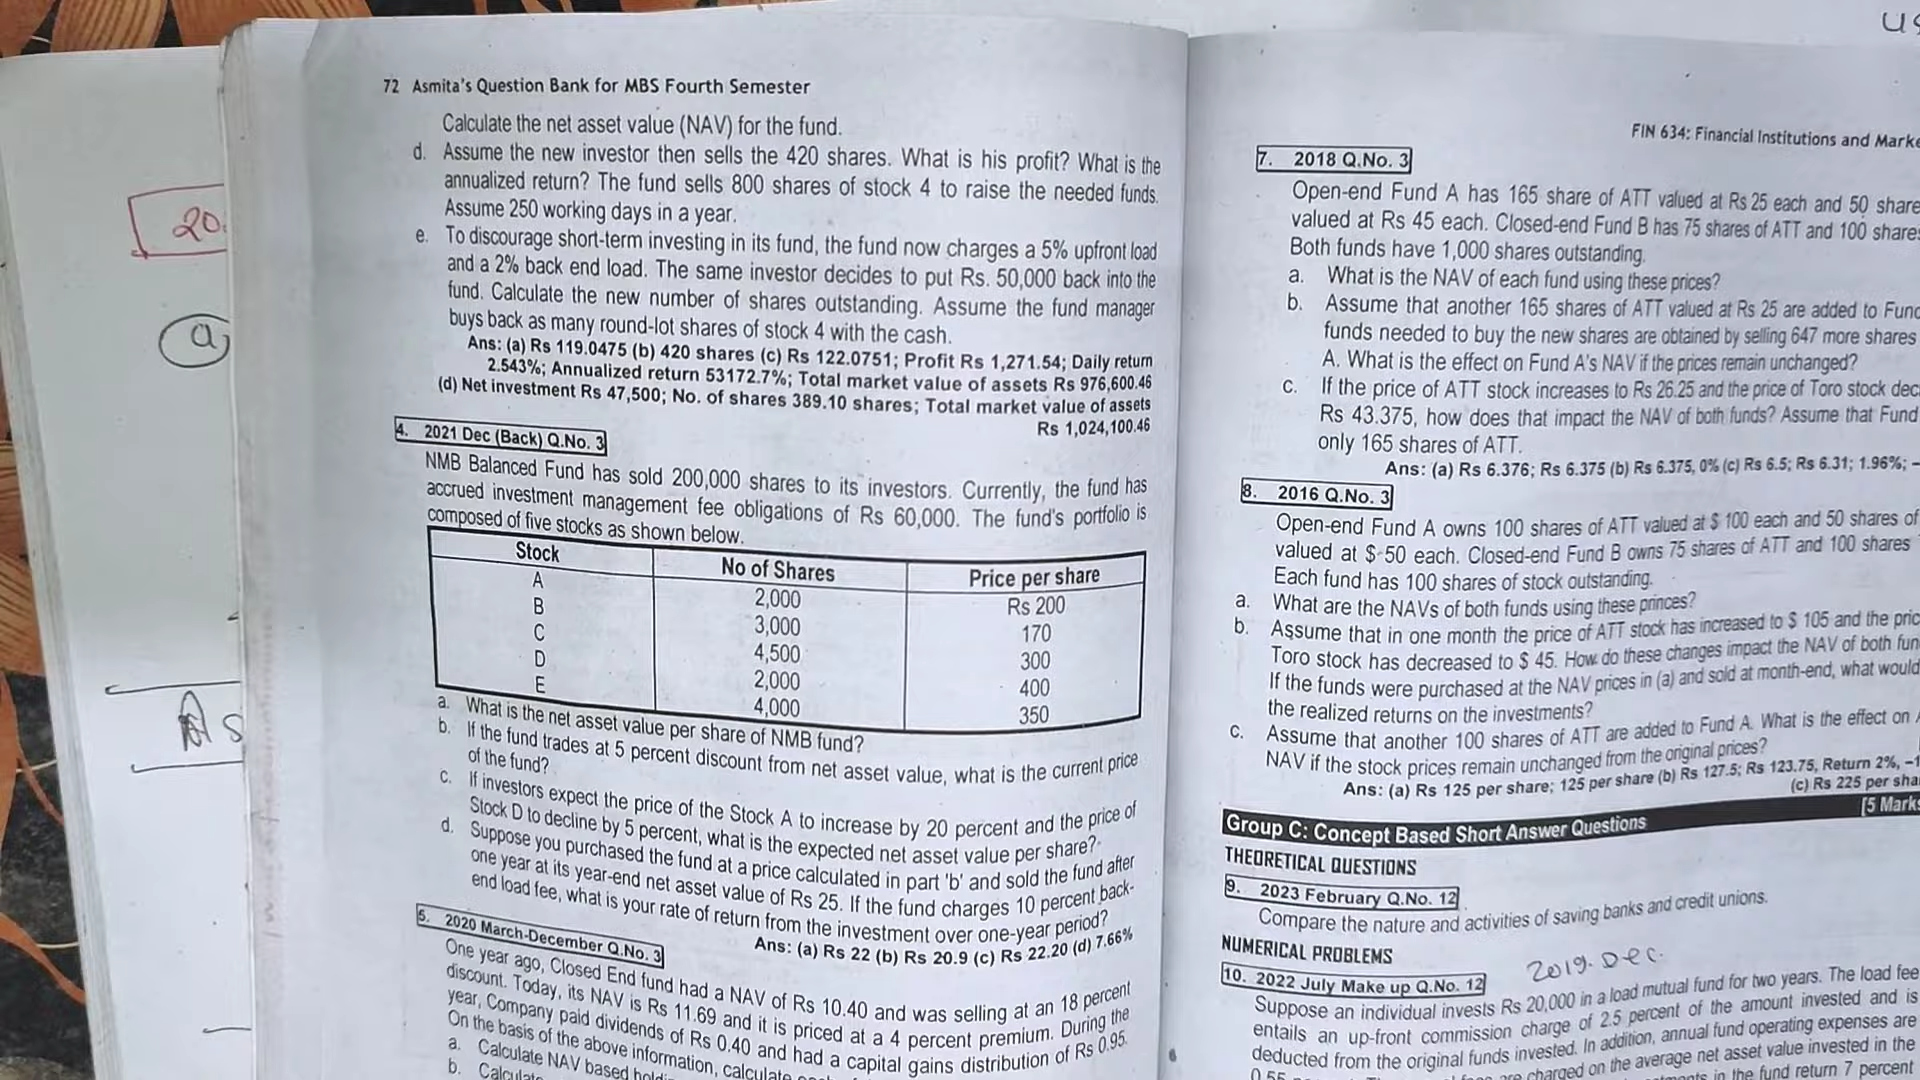 72 Asmita's Question Bank for MBS Fourth Semester
Calculate the net asset value (NAV) for the fund.
d. Assume the new investor then sells the 420 shares. What is his profit? What is the
annualized return? The fund sells 800 shares of stock 4 to raise the needed funds.
Assume 250 working days in a year.
e. To discourage short-term investing in its fund, the fund now charges a 5% upfront load
and a 2% back end load. The same investor decides to put Rs. 50,000 back into the
fund. Calculate the new number of shares outstanding. Assume the fund manager
buys back as many round-lot shares of stock 4 with the cash.
Ans: (a) Rs 119.0475 (b) 420 shares (c) Rs 122.0751; Profit Rs 1,271.54; Daily return
2.543%; Annualized return 53172.7%; Total market value of assets Rs 976,600.46
(d) Net investment Rs 47,500; No. of shares 389.10 shares; Total market value of assets
Rs 1,024,100.46
4. 2021 Dec (Back) Q.No. 3
NMB Balanced Fund has sold 200,000 shares to its investors. Currently, the fund has
accrued investment management fee obligations of Rs 60,000. The fund's portfolio is
composed of five stocks as shown below.
Stock No of Shares Price per share
A 2,000 Rs 200
B 3,000 170
C 4,500 300
D 2,000 400
E 4,000 350
a. What is the net asset value per share of NMB fund?
b. If the fund trades at 5 percent discount from net asset value, what is the current price
of the fund?
c. If investors expect the price of the Stock A to increase by 20 percent and the price of
Stock D to decline by 5 percent, what is the expected net asset value per share?
d. Suppose you purchased the fund at a price calculated in part 'b' and sold the fund after
one year at its year-end net asset value of Rs 25. If the fund charges 10 percent back-
end load fee, what is your rate of return from the investment over one-year period?
Ans: (a) Rs 22 (b) Rs 20.9 (c) Rs 22.20 (d) 7.66%
5. 2020 March-December Q.No. 3
One year ago, Closed End fund had a NAV of Rs 10.40 and was selling at an 18 percent
discount. Today, its NAV is Rs 11.69 and it is priced at a 4 percent premium. During the
year, Company paid dividends of Rs 0.40 and had a capital gains distribution of Rs 0.95.
On the basis of the above information, calculate
a. Calculate NAV based
b.
FIN 634: Financial Institutions and Marke
7. 2018 Q.No. 3
Open-end Fund A has 165 share of ATT valued at Rs 25 each and 50 share
valued at Rs 45 each. Closed-end Fund B has 75 shares of ATT and 100 share
Both funds have 1,000 shares outstanding.
a. What is the NAV of each fund using these prices?
b. Assume that another 165 shares of ATT valued at Rs 25 are added to Fund
funds needed to buy the new shares are obtained by selling 647 more shares
A. What is the effect on Fund A's NAV if the prices remain unchanged?
c. If the price of ATT stock increases to Rs 26.25 and the price of Toro stock dec
Rs 43.375, how does that impact the NAV of both funds? Assume that Fund
only 165 shares of ATT.
Ans: (a) Rs 6.376; Rs 6.375 (b) Rs 6.375, 0% (c) Rs 6.5; Rs 6.31; 1.96%; -
8. 2016 Q.No. 3
Open-end Fund A owns 100 shares of ATT valued at $ 100 each and 50 shares of
valued at $ 50 each. Closed-end Fund B owns 75 shares of ATT and 100 shares
Each fund has 100 shares of stock outstanding.
a. What are the NAVs of both funds using these princes?
b. Assume that in one month the price of ATT stock has increased to $ 105 and the pric
Toro stock has decreased to $ 45. How do these changes impact the NAV of both fun
If the funds were purchased at the NAV prices in (a) and sold at month-end, what would
the realized returns on the investments?
c. Assume that another 100 shares of ATT are added to Fund A. What is the effect on
NAV if the stock prices remain unchanged from the original prices?
Ans: (a) Rs 125 per share; 125 per share (b) Rs 127.5; Rs 123.75, Return 2%, -1
(c) Rs 225 per sha
[5 Marks
Group C: Concept Based Short Answer Questions
THEORETICAL QUESTIONS
9. 2023 February Q.No. 12
Compare the nature and activities of saving banks and credit unions.
NUMERICAL PROBLEMS
2019. Dec.
10. 2022 July Make up Q.No. 12
Suppose an individual invests Rs 20,000 in a load mutual fund for two years. The load fee
entails an up-front commission charge of 2.5 percent of the amount invested and is
deducted from the original funds invested. In addition, annual fund operating expenses are
charged on the average net asset value invested in the
in the fund return 7 percent
20
a
As